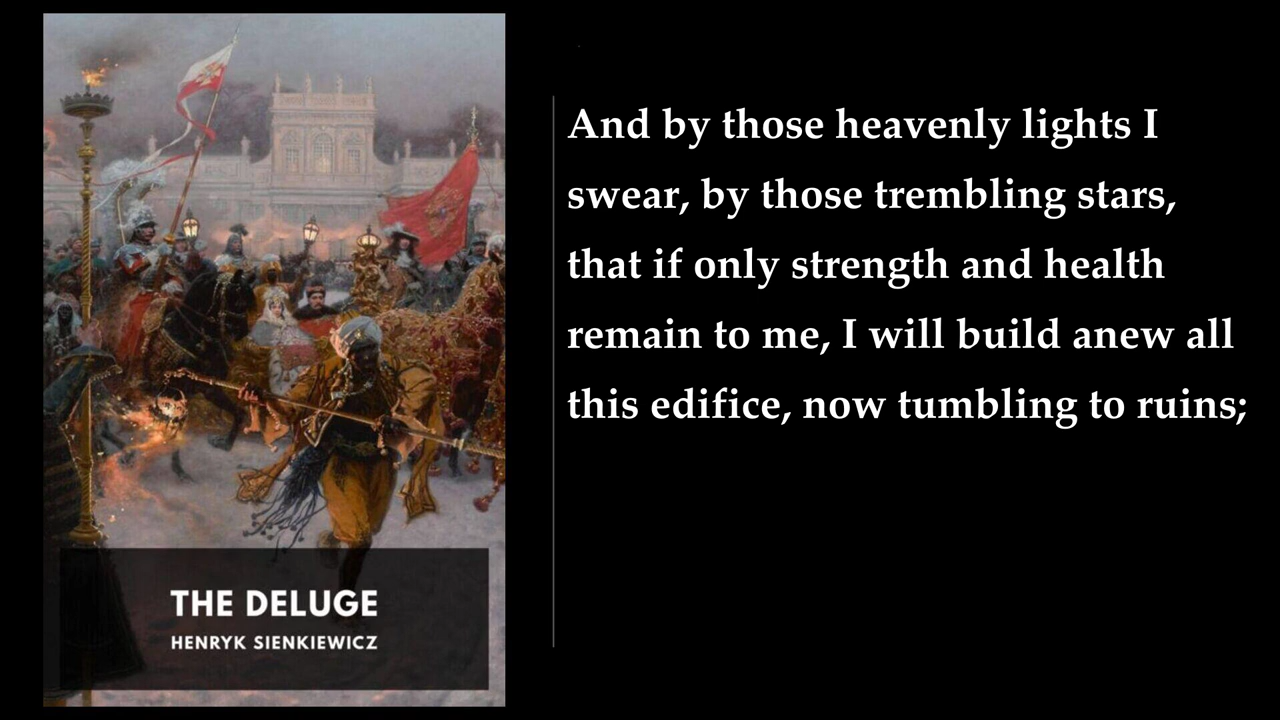 And by those heavenly lights I
swear, by those trembling stars,
that if only strength and health
remain to me, I will build anew all
this edifice, now tumbling to ruins;
THE DELUGE
HENRYK SIENKIEWICZ